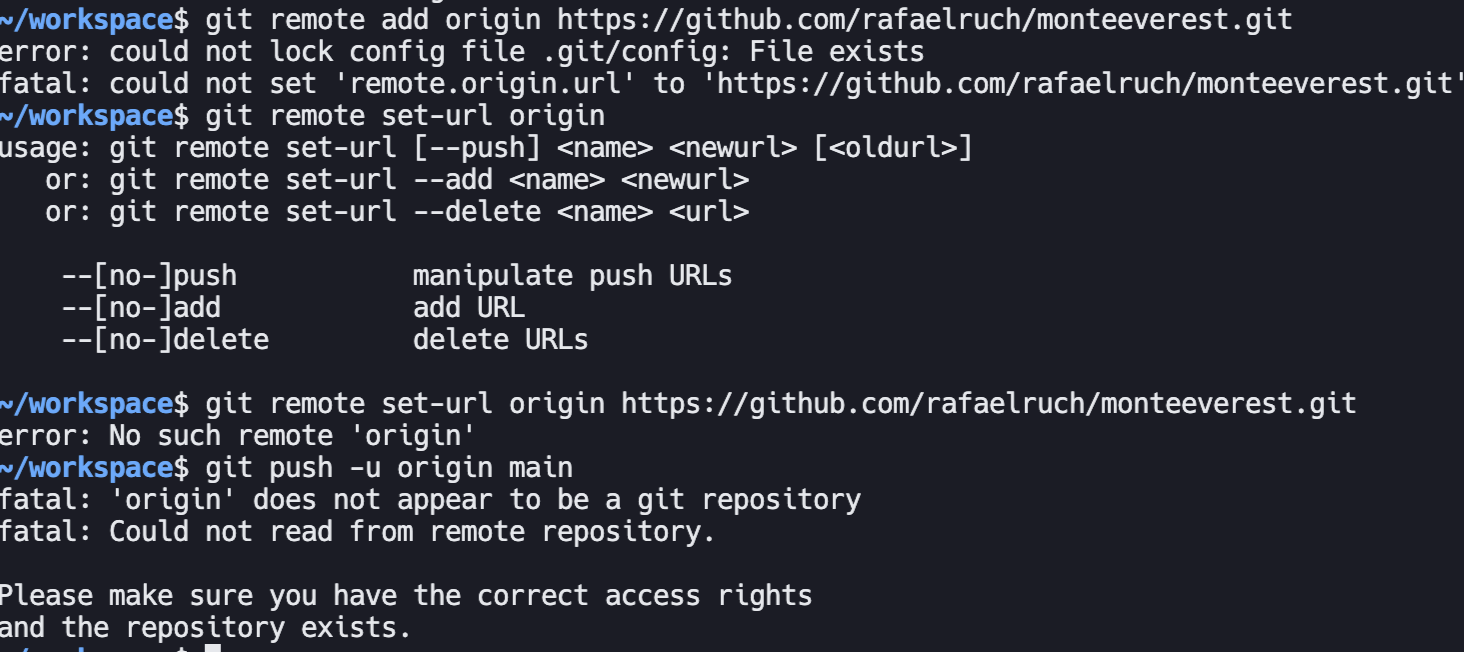 ~/workspace$ git remote add origin https://github.com/rafaelruch/monteeverest.git
error: could not lock config file .git/config: File exists
fatal: could not set 'remote.origin.url' to 'https://github.com/rafaelruch/monteeverest.git'
~/workspace$ git remote set-url origin
usage: git remote set-url [--push] <name> <newurl> [<oldurl>]
   or: git remote set-url --add <name> <newurl>
   or: git remote set-url --delete <name> <url>

    --[no-]push           manipulate push URLs
    --[no-]add            add URL
    --[no-]delete         delete URLs

~/workspace$ git remote set-url origin https://github.com/rafaelruch/monteeverest.git
error: No such remote 'origin'
~/workspace$ git push -u origin main
fatal: 'origin' does not appear to be a git repository
fatal: Could not read from remote repository.

Please make sure you have the correct access rights
and the repository exists.